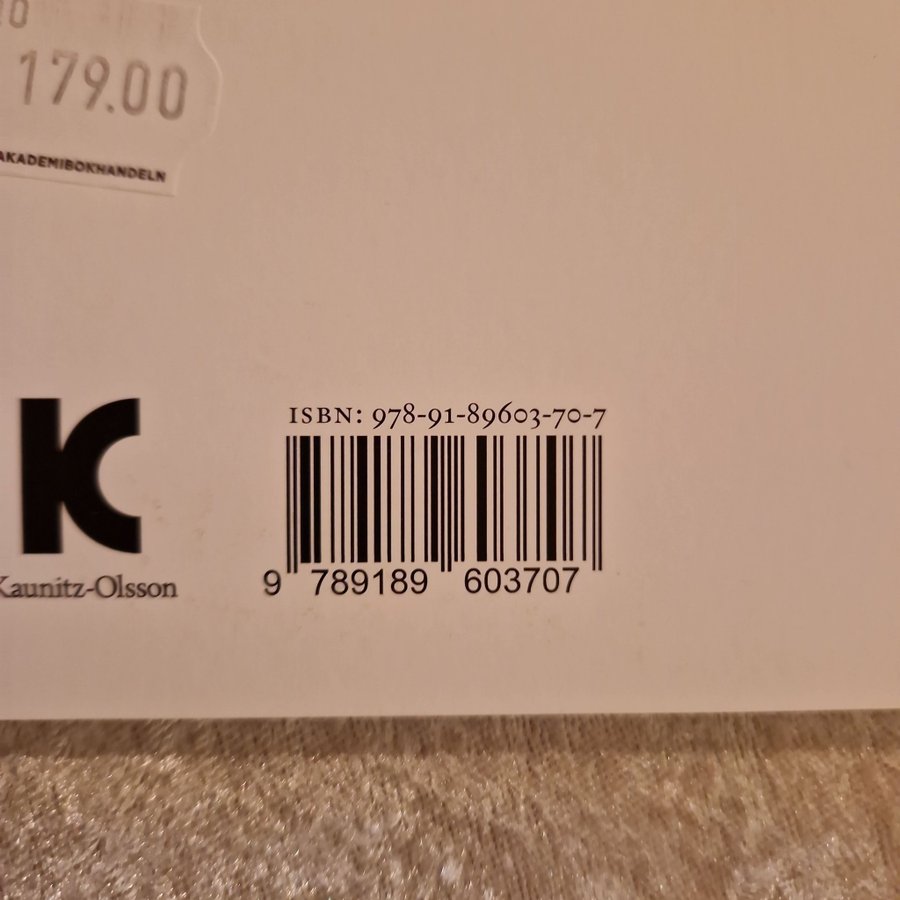 179.00
AKADEMIBOKHANDELN
ISBN: 978-91-89603-70-7
K
Kaunitz-Olsson
9 789189 603707